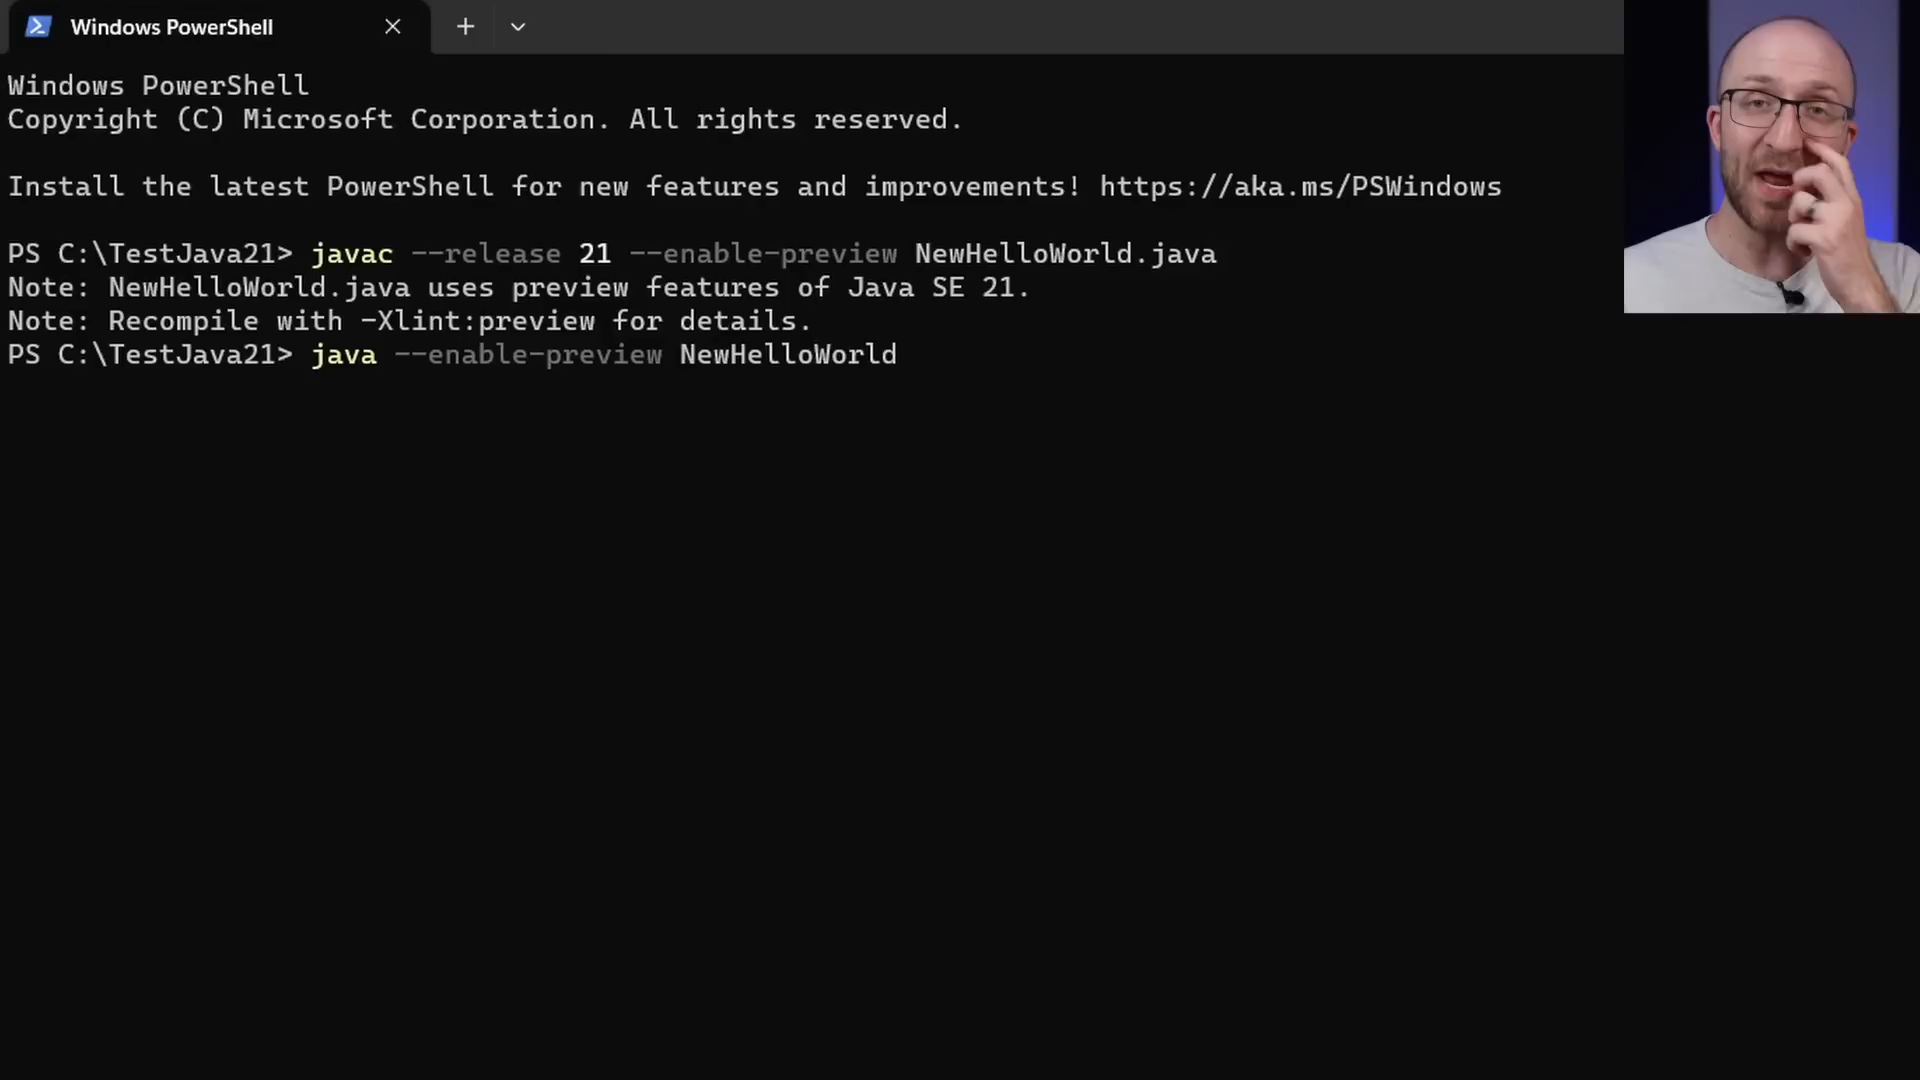 Windows PowerShell
Windows PowerShell
Copyright (C) Microsoft Corporation. All rights reserved.
Install the latest PowerShell for new features and improvements! https://aka.ms/PSWindows
PS C:\TestJava21> javac --release 21 --enable-preview NewHelloWorld.java
Note: NewHelloWorld.java uses preview features of Java SE 21.
Note: Recompile with -Xlint:preview for details.
PS C:\TestJava21> java --enable-preview NewHelloWorld